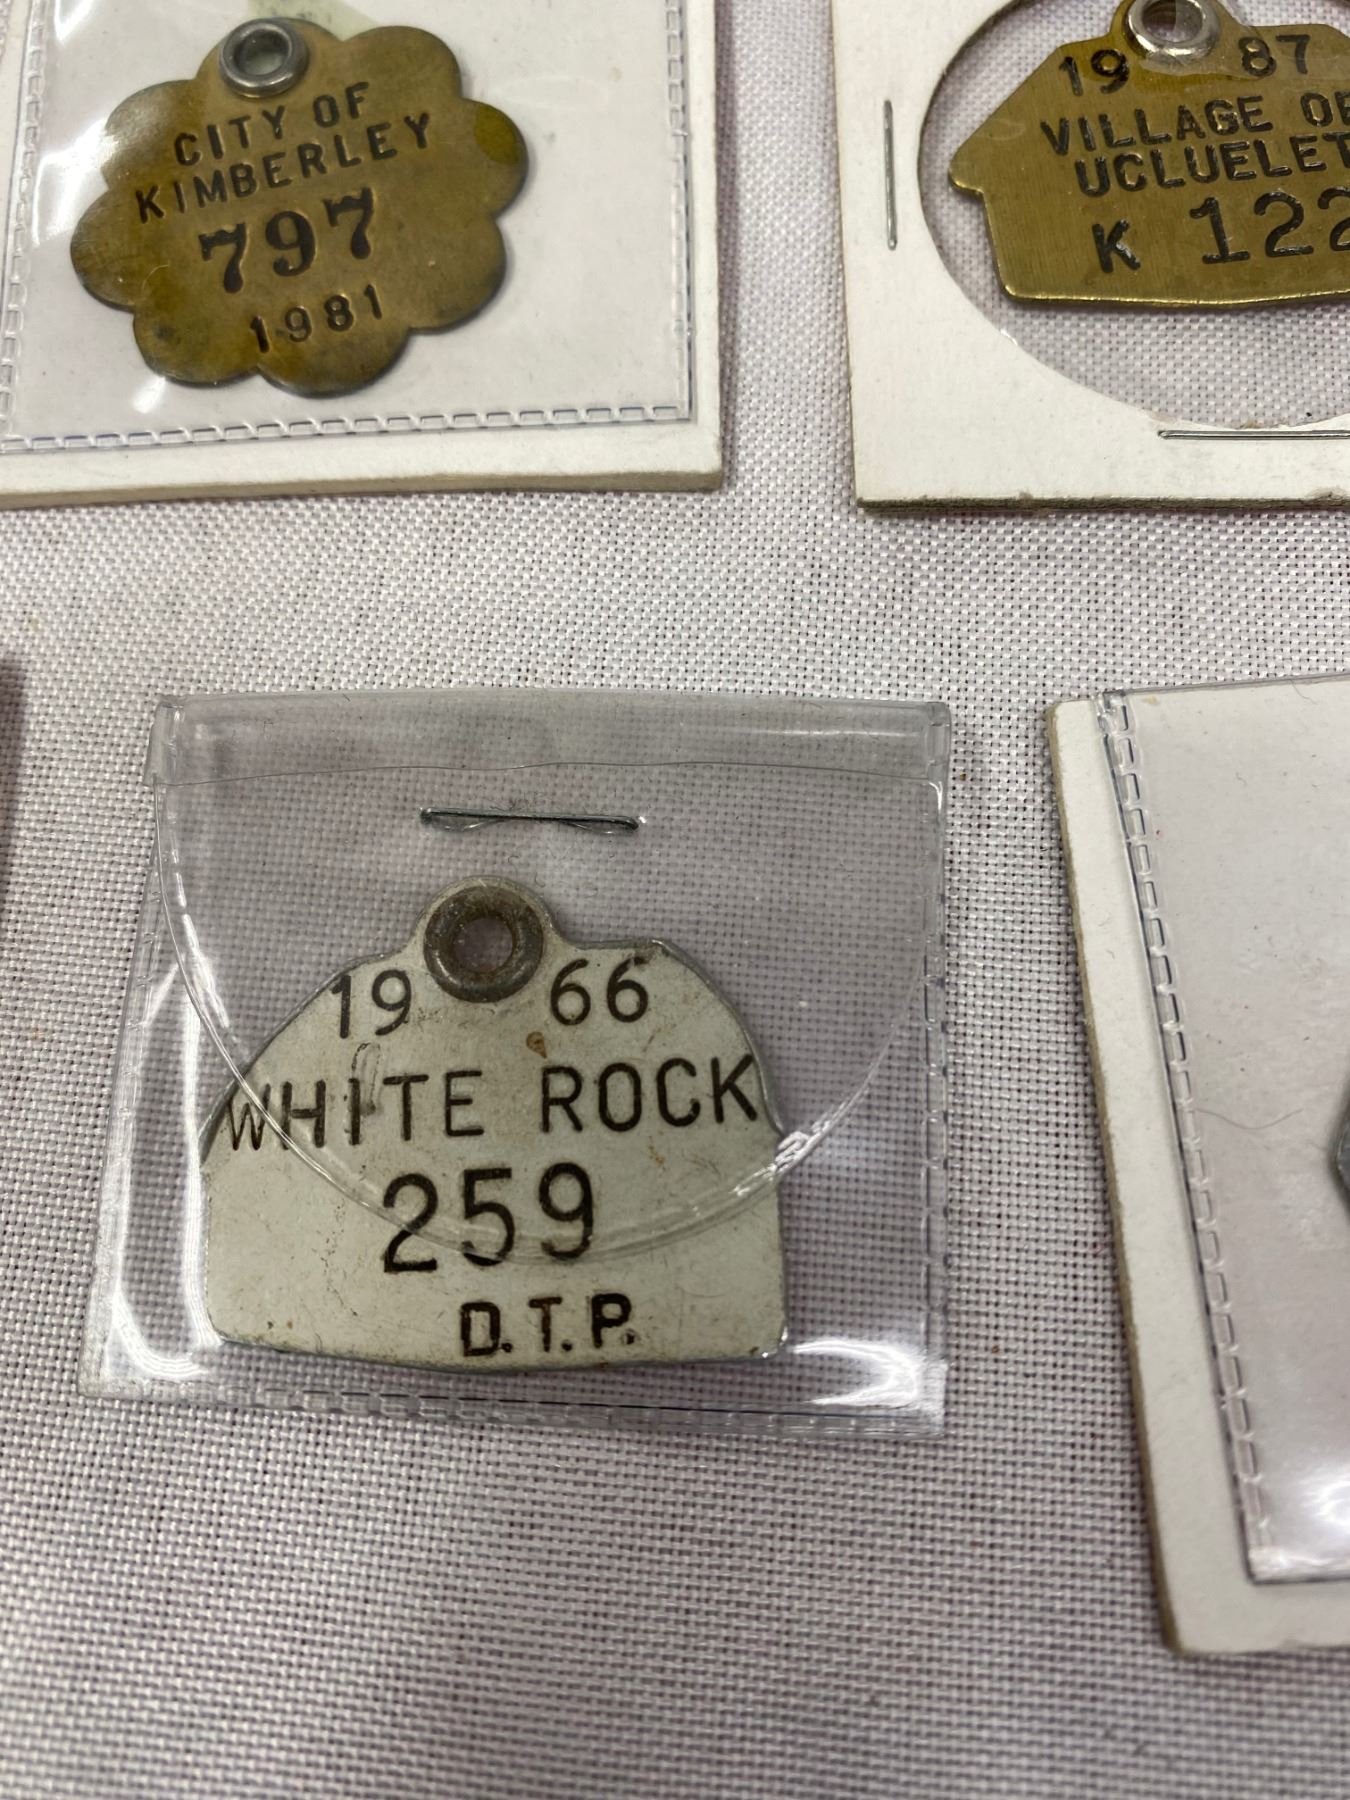 CITY OF
KIMBERLEY
797
1981
19 87
VILLAGE OF
UCLUELET
K 122
19 66
WHITE ROCK
259
D.T.P.